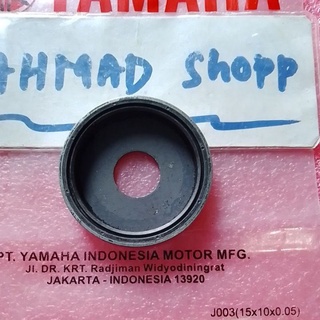 YAMAHA
AHMAD Shopp
PT. YAMAHA INDONESIA MOTOR MFG.
Jl. DR. KRT. Radjiman Widyodiningrat
JAKARTA - INDONESIA 13920
J003(15x10x0.05)